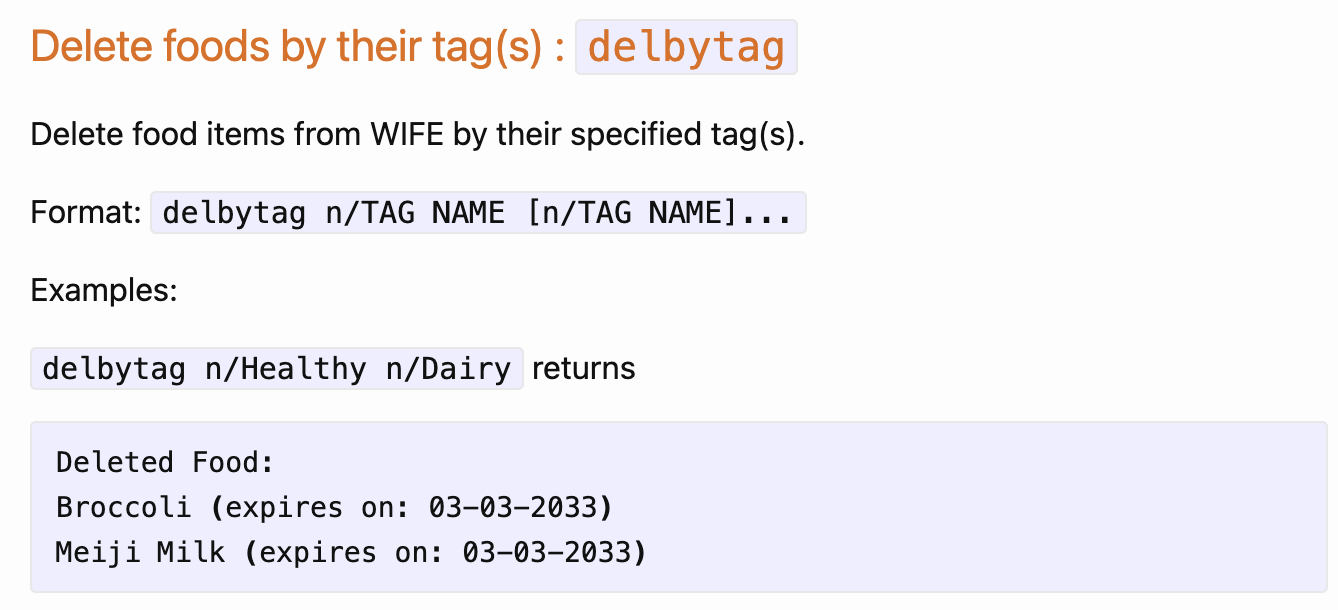 Delete foods by their tag(s) : delbytag
Delete food items from WIFE by their specified tag(s).
Format: delbytag n/TAG NAME [n/TAG NAME]...
Examples:
delbytag n/Healthy n/Dairy returns
Deleted Food:
Broccoli (expires on: 03-03-2033)
Meiji Milk (expires on: 03-03-2033)